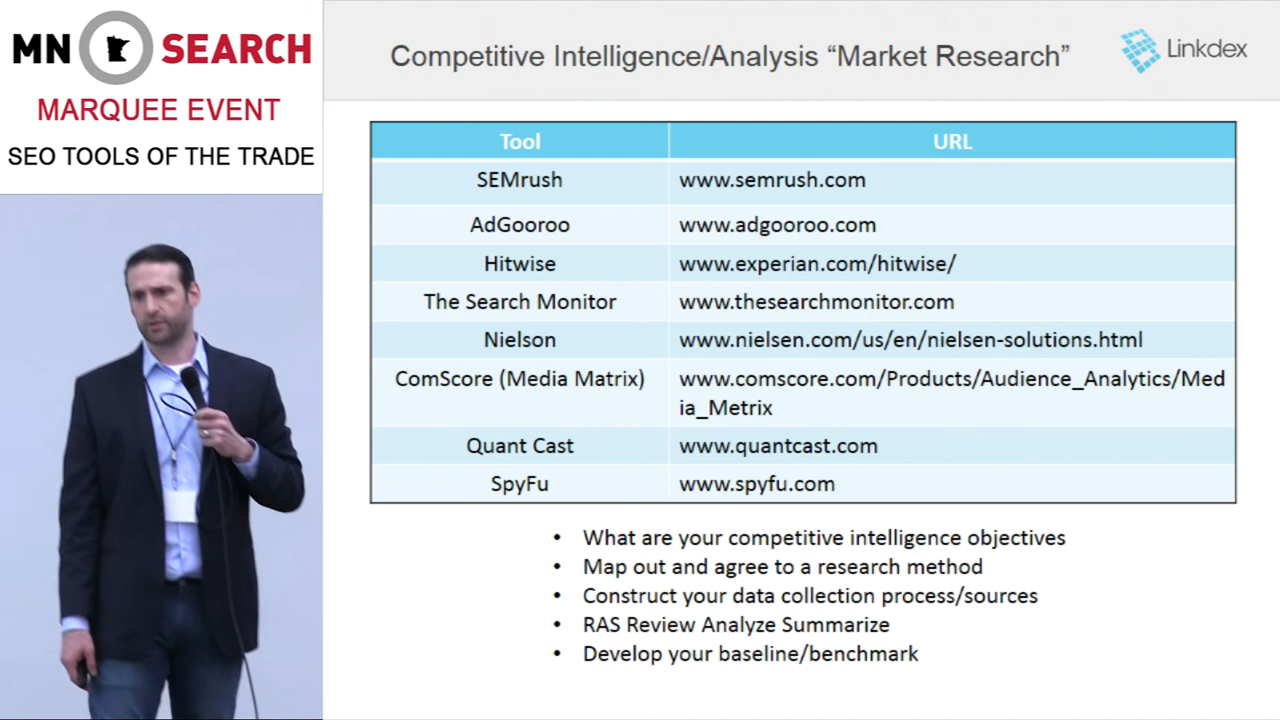 MN SEARCH
MARQUEE EVENT
SEO TOOLS OF THE TRADE
Competitive Intelligence/Analysis “Market Research”
Linkdex
Tool URL
SEMrush www.semrush.com
AdGooroo www.adgooroo.com
Hitwise www.experian.com/hitwise/
The Search Monitor www.thesearchmonitor.com
Nielson www.nielsen.com/us/en/nielsen-solutions.html
ComScore (Media Matrix) www.comscore.com/Products/Audience_Analytics/Med
ia_Metrix
Quant Cast www.quantcast.com
SpyFu www.spyfu.com
• What are your competitive intelligence objectives
• Map out and agree to a research method
• Construct your data collection process/sources
• RAS Review Analyze Summarize
• Develop your baseline/benchmark